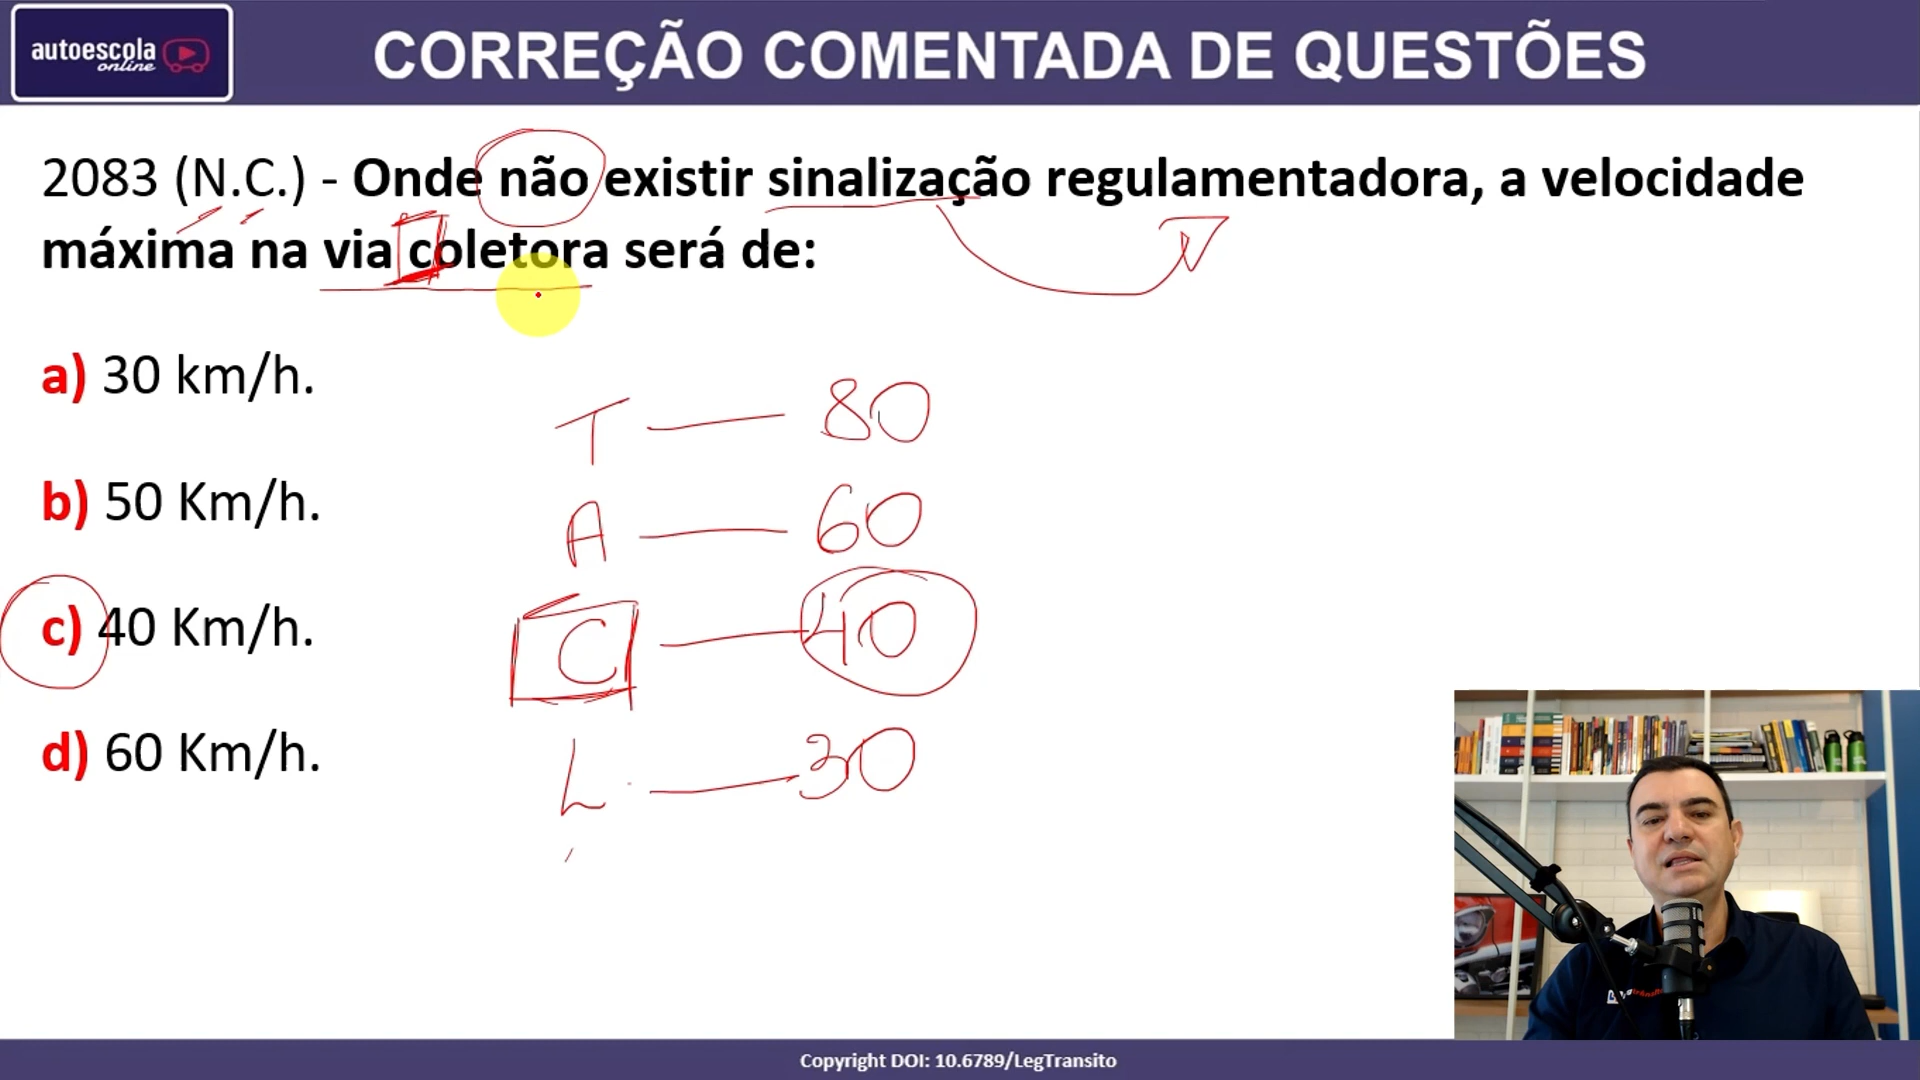 autoescola
online
CORREÇÃO COMENTADA DE QUESTÕES
2083 (N.C.) - Onde não existir sinalização regulamentadora, a velocidade
máxima na via coletora será de:
a) 30 km/h.
b) 50 Km/h.
c) 40 Km/h.
d) 60 Km/h.
T — 80
A — 60
C — 40
L — 30
Copyright DOI: 10.6789/LegTransito